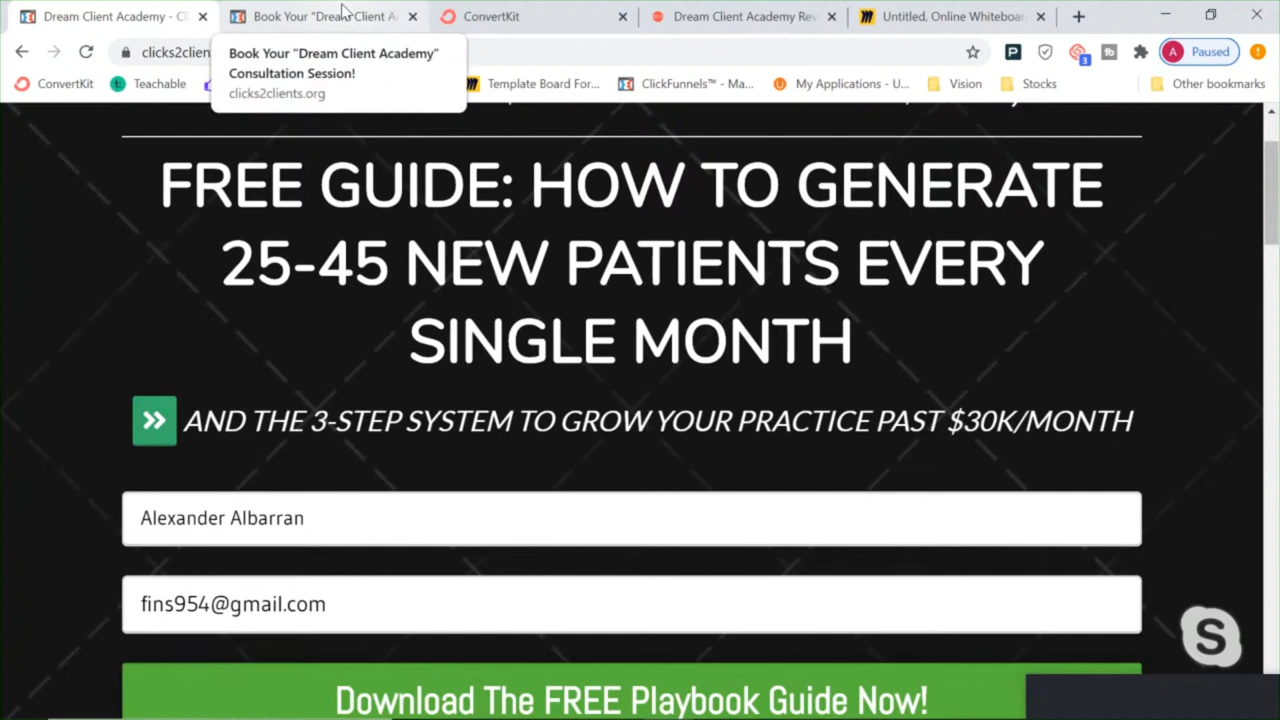 Dream Client Academy - Cl
Book Your "Dream Client A
ConvertKit
Dream Client Academy Rev
Untitled, Online Whiteboar
clicks2clien
Paused
A
3
Book Your "Dream Client Academy"
Consultation Session!
clicks2clients.org
ConvertKit
Teachable
Template Board For...
ClickFunnels™ - Ma...
My Applications - U...
Vision
Stocks
Other bookmarks
FREE GUIDE: HOW TO GENERATE
25-45 NEW PATIENTS EVERY
SINGLE MONTH
AND THE 3-STEP SYSTEM TO GROW YOUR PRACTICE PAST $30K/MONTH
Alexander Albarran
fins954@gmail.com
Download The FREE Playbook Guide Now!